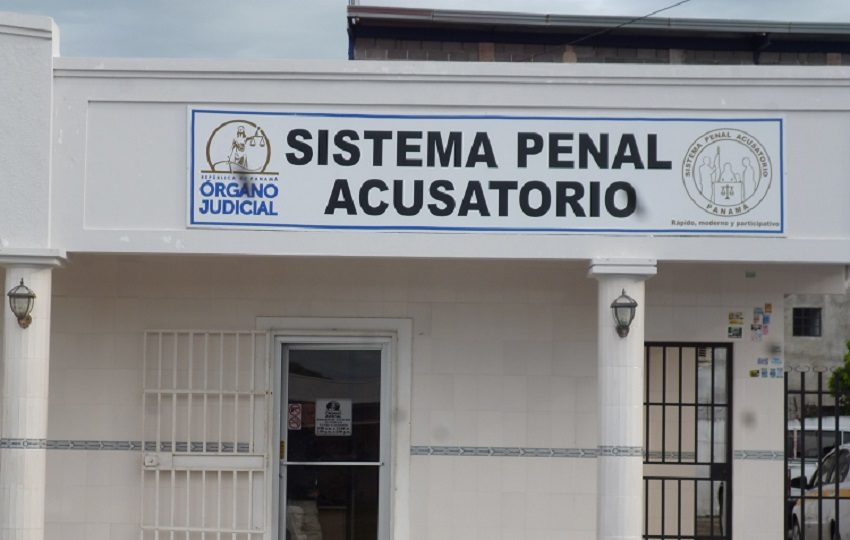 REPÚBLICA DE PANAMÁ
ÓRGANO
JUDICIAL
SISTEMA PENAL
ACUSATORIO
SISTEMA PENAL ACUSATORIO
PANAMÁ
Rápido, moderno y participativo